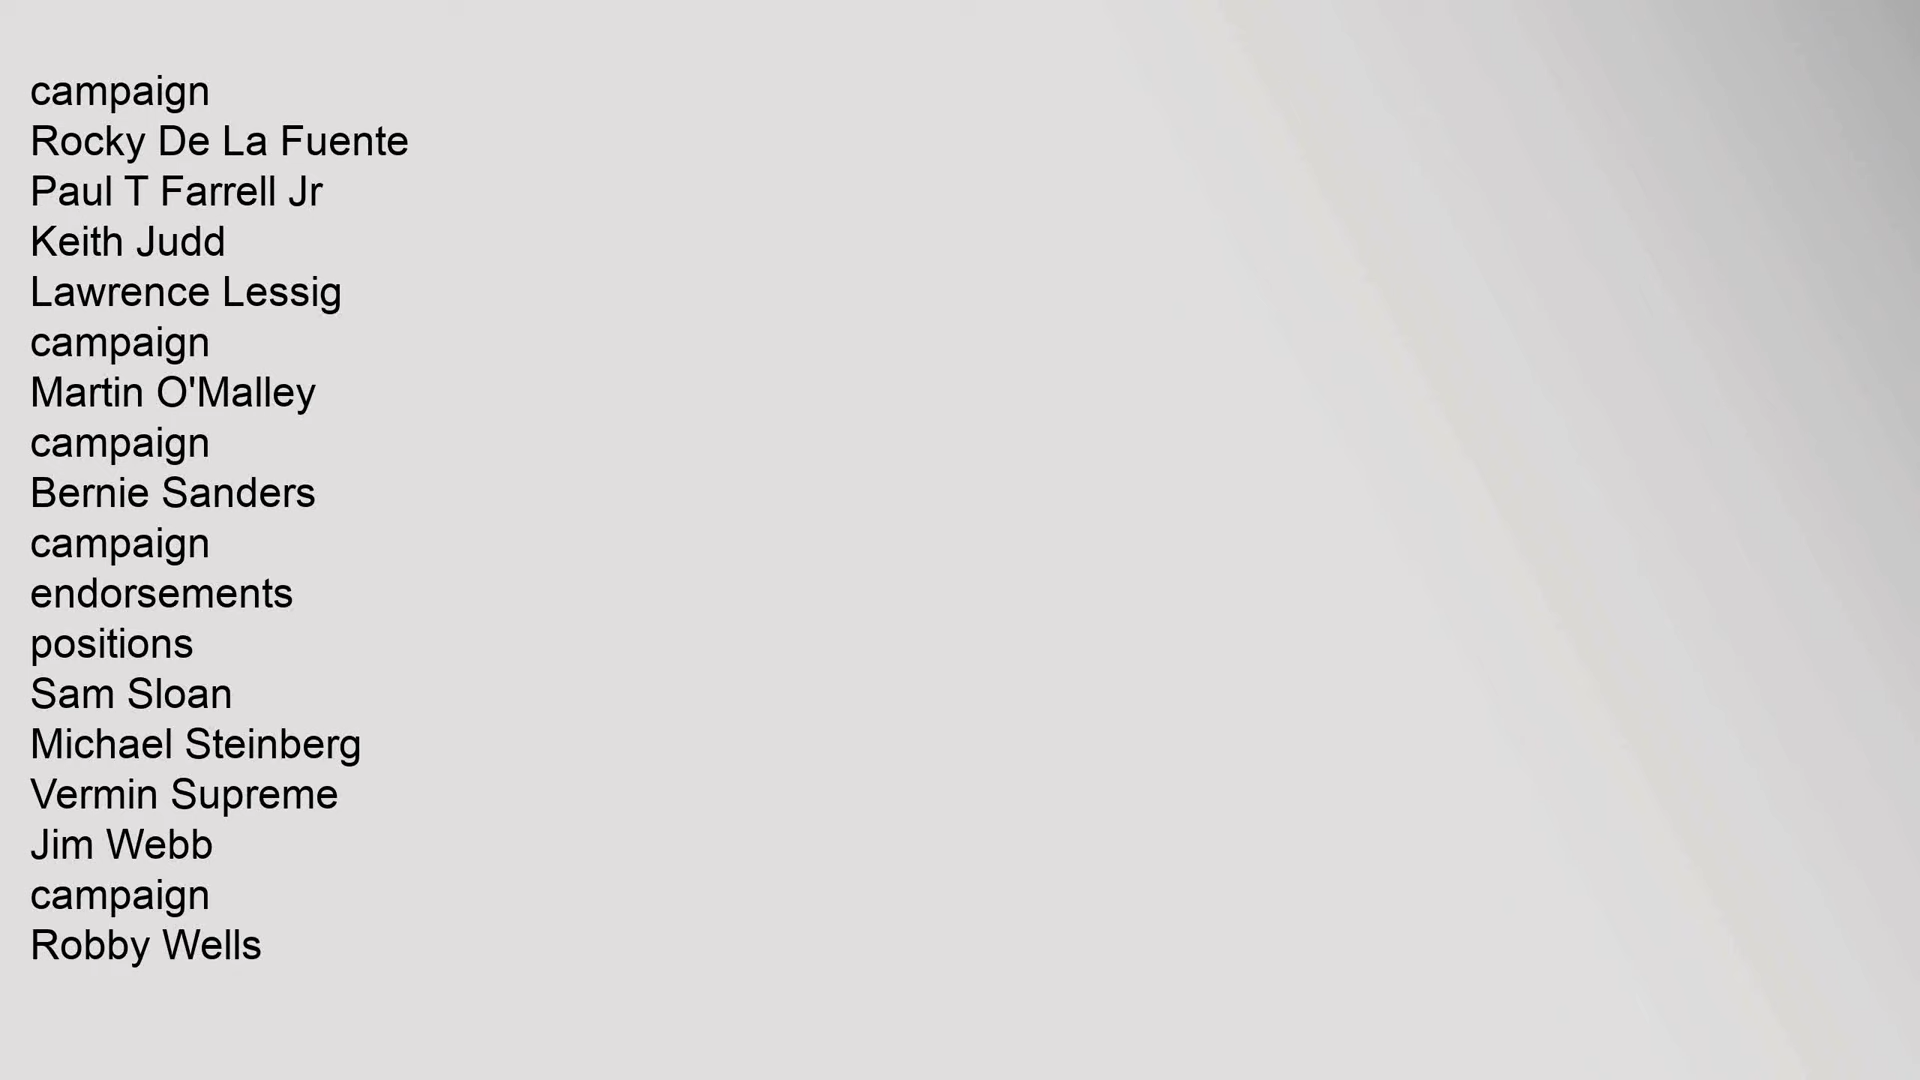 campaign
Rocky De La Fuente
Paul T Farrell Jr
Keith Judd
Lawrence Lessig
campaign
Martin O'Malley
campaign
Bernie Sanders
campaign
endorsements
positions
Sam Sloan
Michael Steinberg
Vermin Supreme
Jim Webb
campaign
Robby Wells